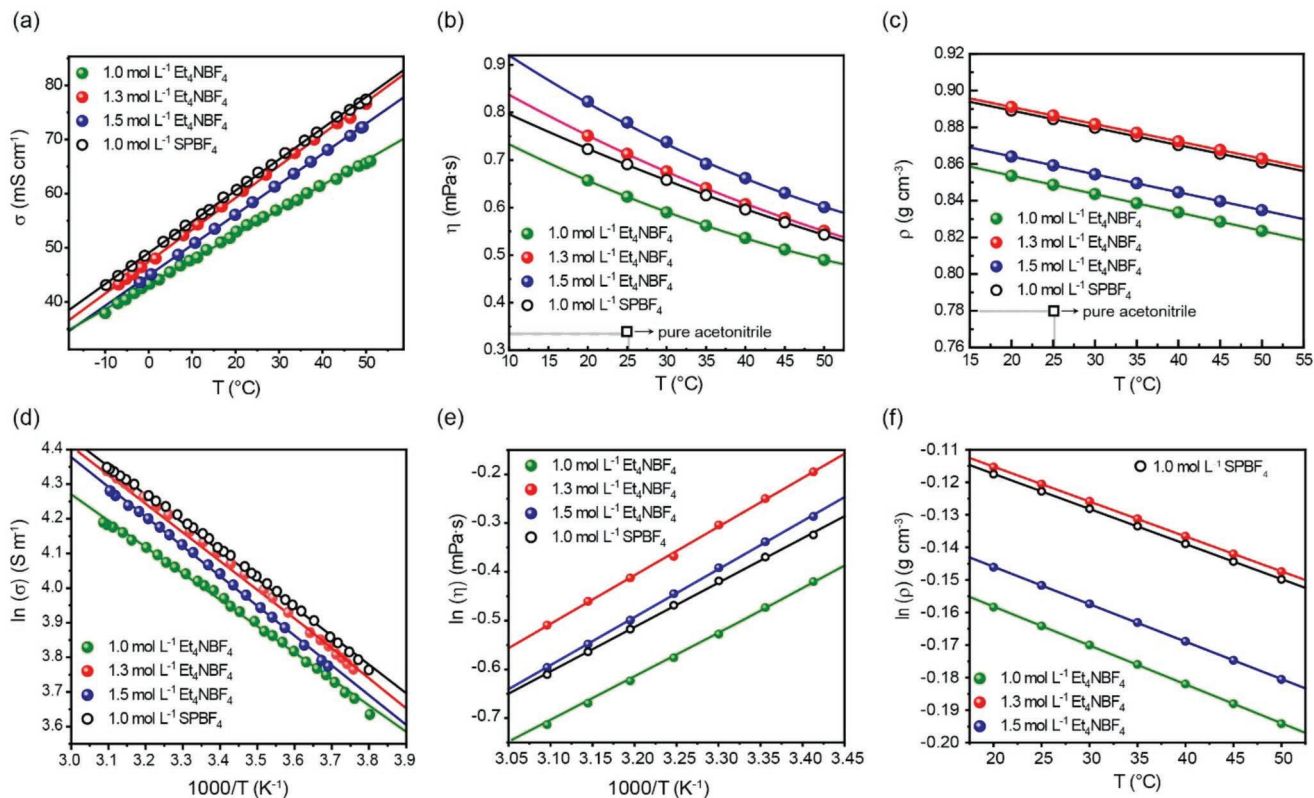 (a)
1.0 mol L⁻¹ Et₄NBF₄
1.3 mol L⁻¹ Et₄NBF₄
1.5 mol L⁻¹ Et₄NBF₄
1.0 mol L⁻¹ SPBF₄
80
70
60
50
40
σ (mS cm⁻¹)
-10 0 10 20 30 40 50
T (°C)
(b)
1.0
0.9
0.8
0.7
0.6
0.5
0.4
0.3
η (mPa·s)
1.0 mol L⁻¹ Et₄NBF₄
1.3 mol L⁻¹ Et₄NBF₄
1.5 mol L⁻¹ Et₄NBF₄
1.0 mol L⁻¹ SPBF₄
pure acetonitrile
10 15 20 25 30 35 40 45 50
T (°C)
(c)
0.92
0.90
0.88
0.86
0.84
0.82
0.80
0.78
0.76
ρ (g cm⁻³)
1.0 mol L⁻¹ Et₄NBF₄
1.3 mol L⁻¹ Et₄NBF₄
1.5 mol L⁻¹ Et₄NBF₄
1.0 mol L⁻¹ SPBF₄
pure acetonitrile
15 20 25 30 35 40 45 50 55
T (°C)
(d)
4.4
4.3
4.2
4.1
4.0
3.9
3.8
3.7
3.6
ln (σ) (S m⁻¹)
1.0 mol L⁻¹ Et₄NBF₄
1.3 mol L⁻¹ Et₄NBF₄
1.5 mol L⁻¹ Et₄NBF₄
1.0 mol L⁻¹ SPBF₄
3.0 3.1 3.2 3.3 3.4 3.5 3.6 3.7 3.8 3.9
1000/T (K⁻¹)
(e)
1.0 mol L⁻¹ Et₄NBF₄
1.3 mol L⁻¹ Et₄NBF₄
1.5 mol L⁻¹ Et₄NBF₄
1.0 mol L⁻¹ SPBF₄
-0.2
-0.3
-0.4
-0.5
-0.6
-0.7
ln (η) (mPa·s)
3.05 3.10 3.15 3.20 3.25 3.30 3.35 3.40 3.45
1000/T (K⁻¹)
(f)
1.0 mol L⁻¹ SPBF₄
-0.11
-0.12
-0.13
-0.14
-0.15
-0.16
-0.17
-0.18
-0.19
-0.20
ln (ρ) (g cm⁻³)
1.0 mol L⁻¹ Et₄NBF₄
1.3 mol L⁻¹ Et₄NBF₄
1.5 mol L⁻¹ Et₄NBF₄
20 25 30 35 40 45 50
T (°C)